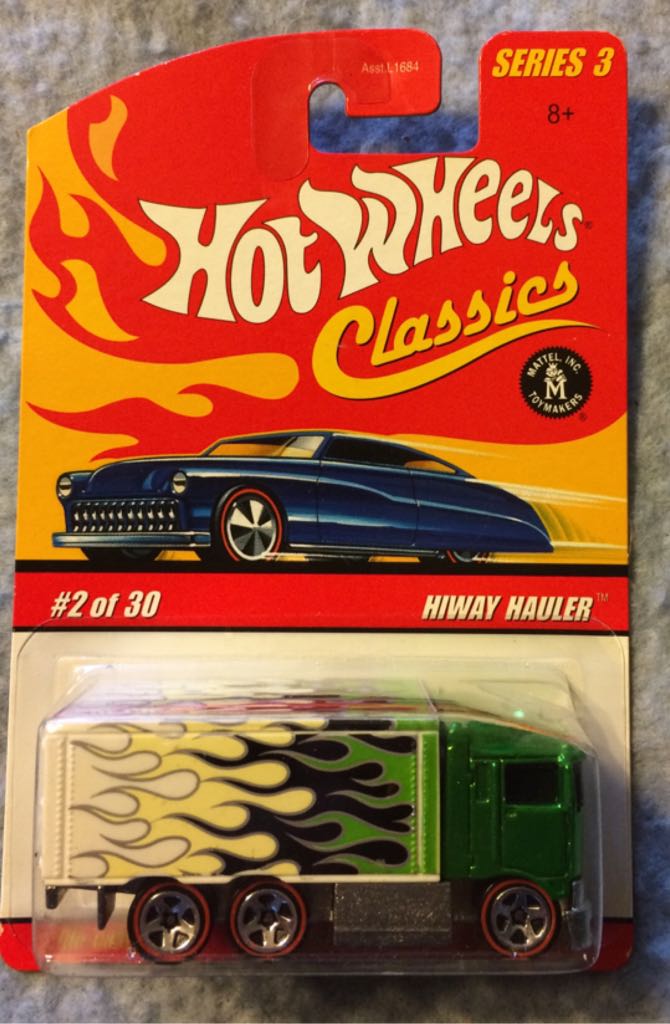 Asst.L1684
SERIES 3
8+
Hot Wheels®
Classics
MATTEL, INC.
M
TOYMAKERS
®
#2 of 30
HIWAY HAULER™